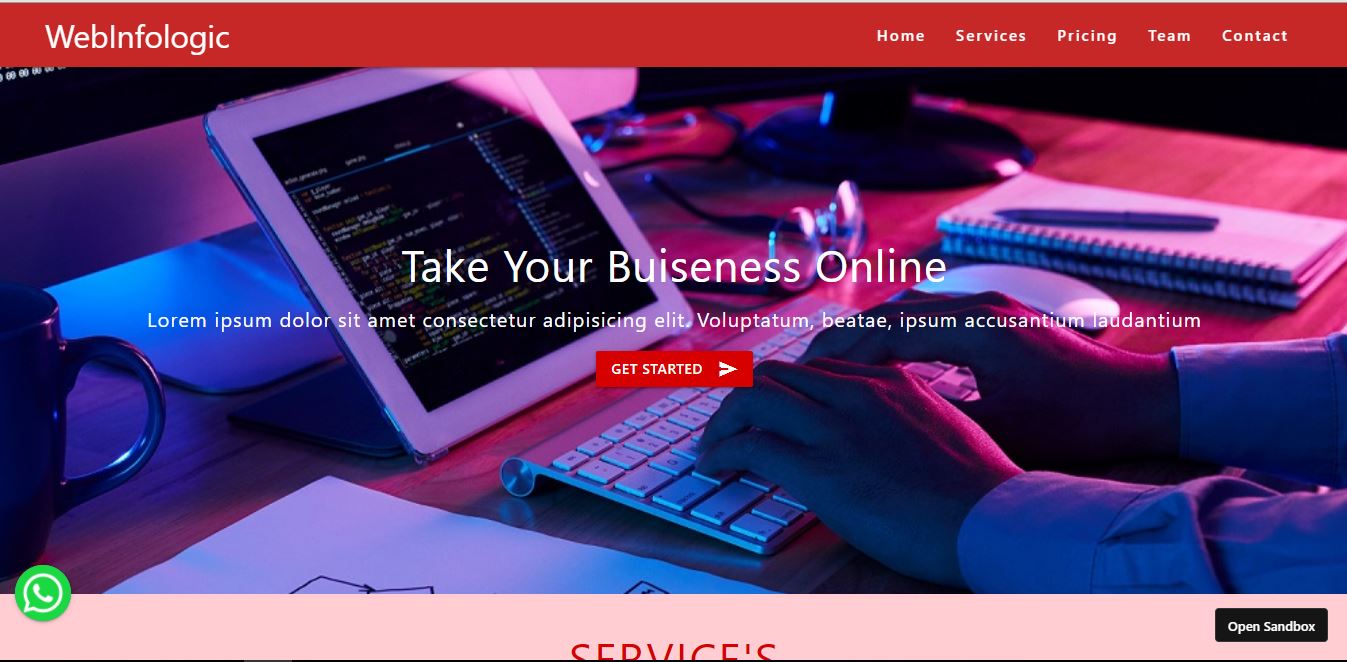 WebInfologic
Home Services Pricing Team Contact
Take Your Buiseness Online
Lorem ipsum dolor sit amet consectetur adipisicing elit. Voluptatum, beatae, ipsum accusantium laudantium
GET STARTED
Open Sandbox
SERVICE'S